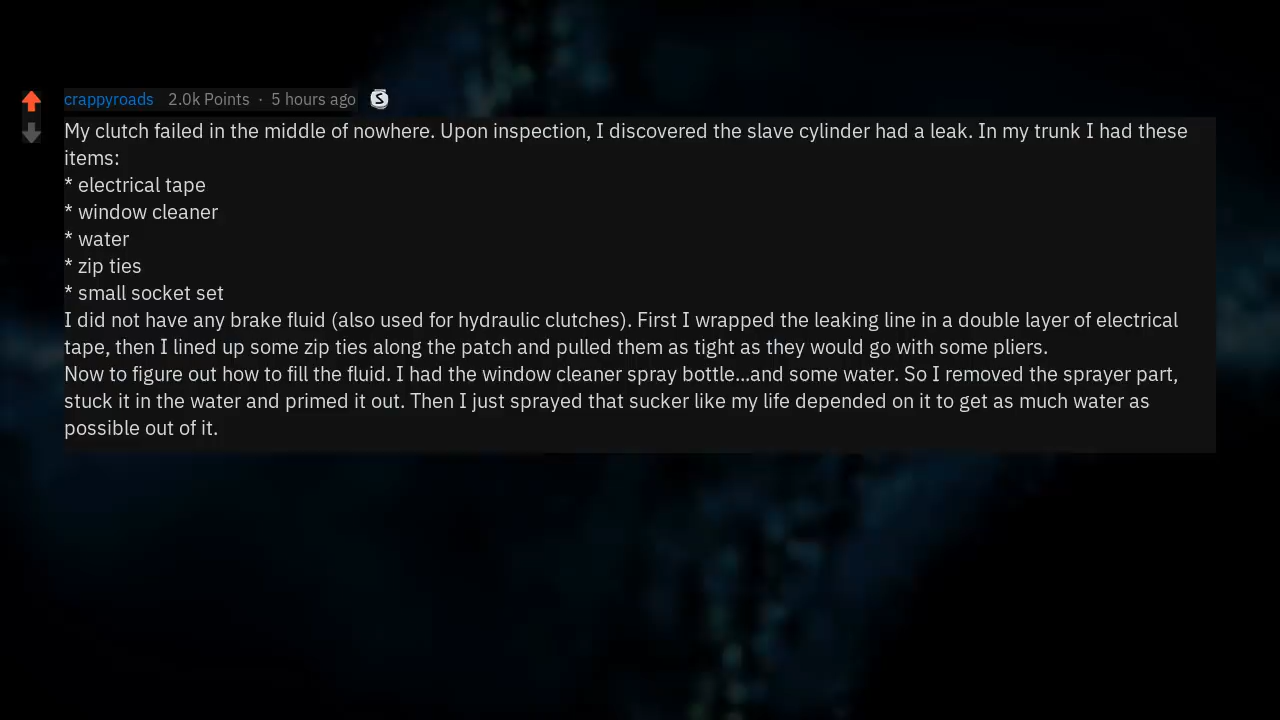 crappyroads 2.0k Points · 5 hours ago S
My clutch failed in the middle of nowhere. Upon inspection, I discovered the slave cylinder had a leak. In my trunk I had these
items:
* electrical tape
* window cleaner
* water
* zip ties
* small socket set
I did not have any brake fluid (also used for hydraulic clutches). First I wrapped the leaking line in a double layer of electrical
tape, then I lined up some zip ties along the patch and pulled them as tight as they would go with some pliers.
Now to figure out how to fill the fluid. I had the window cleaner spray bottle...and some water. So I removed the sprayer part,
stuck it in the water and primed it out. Then I just sprayed that sucker like my life depended on it to get as much water as
possible out of it.